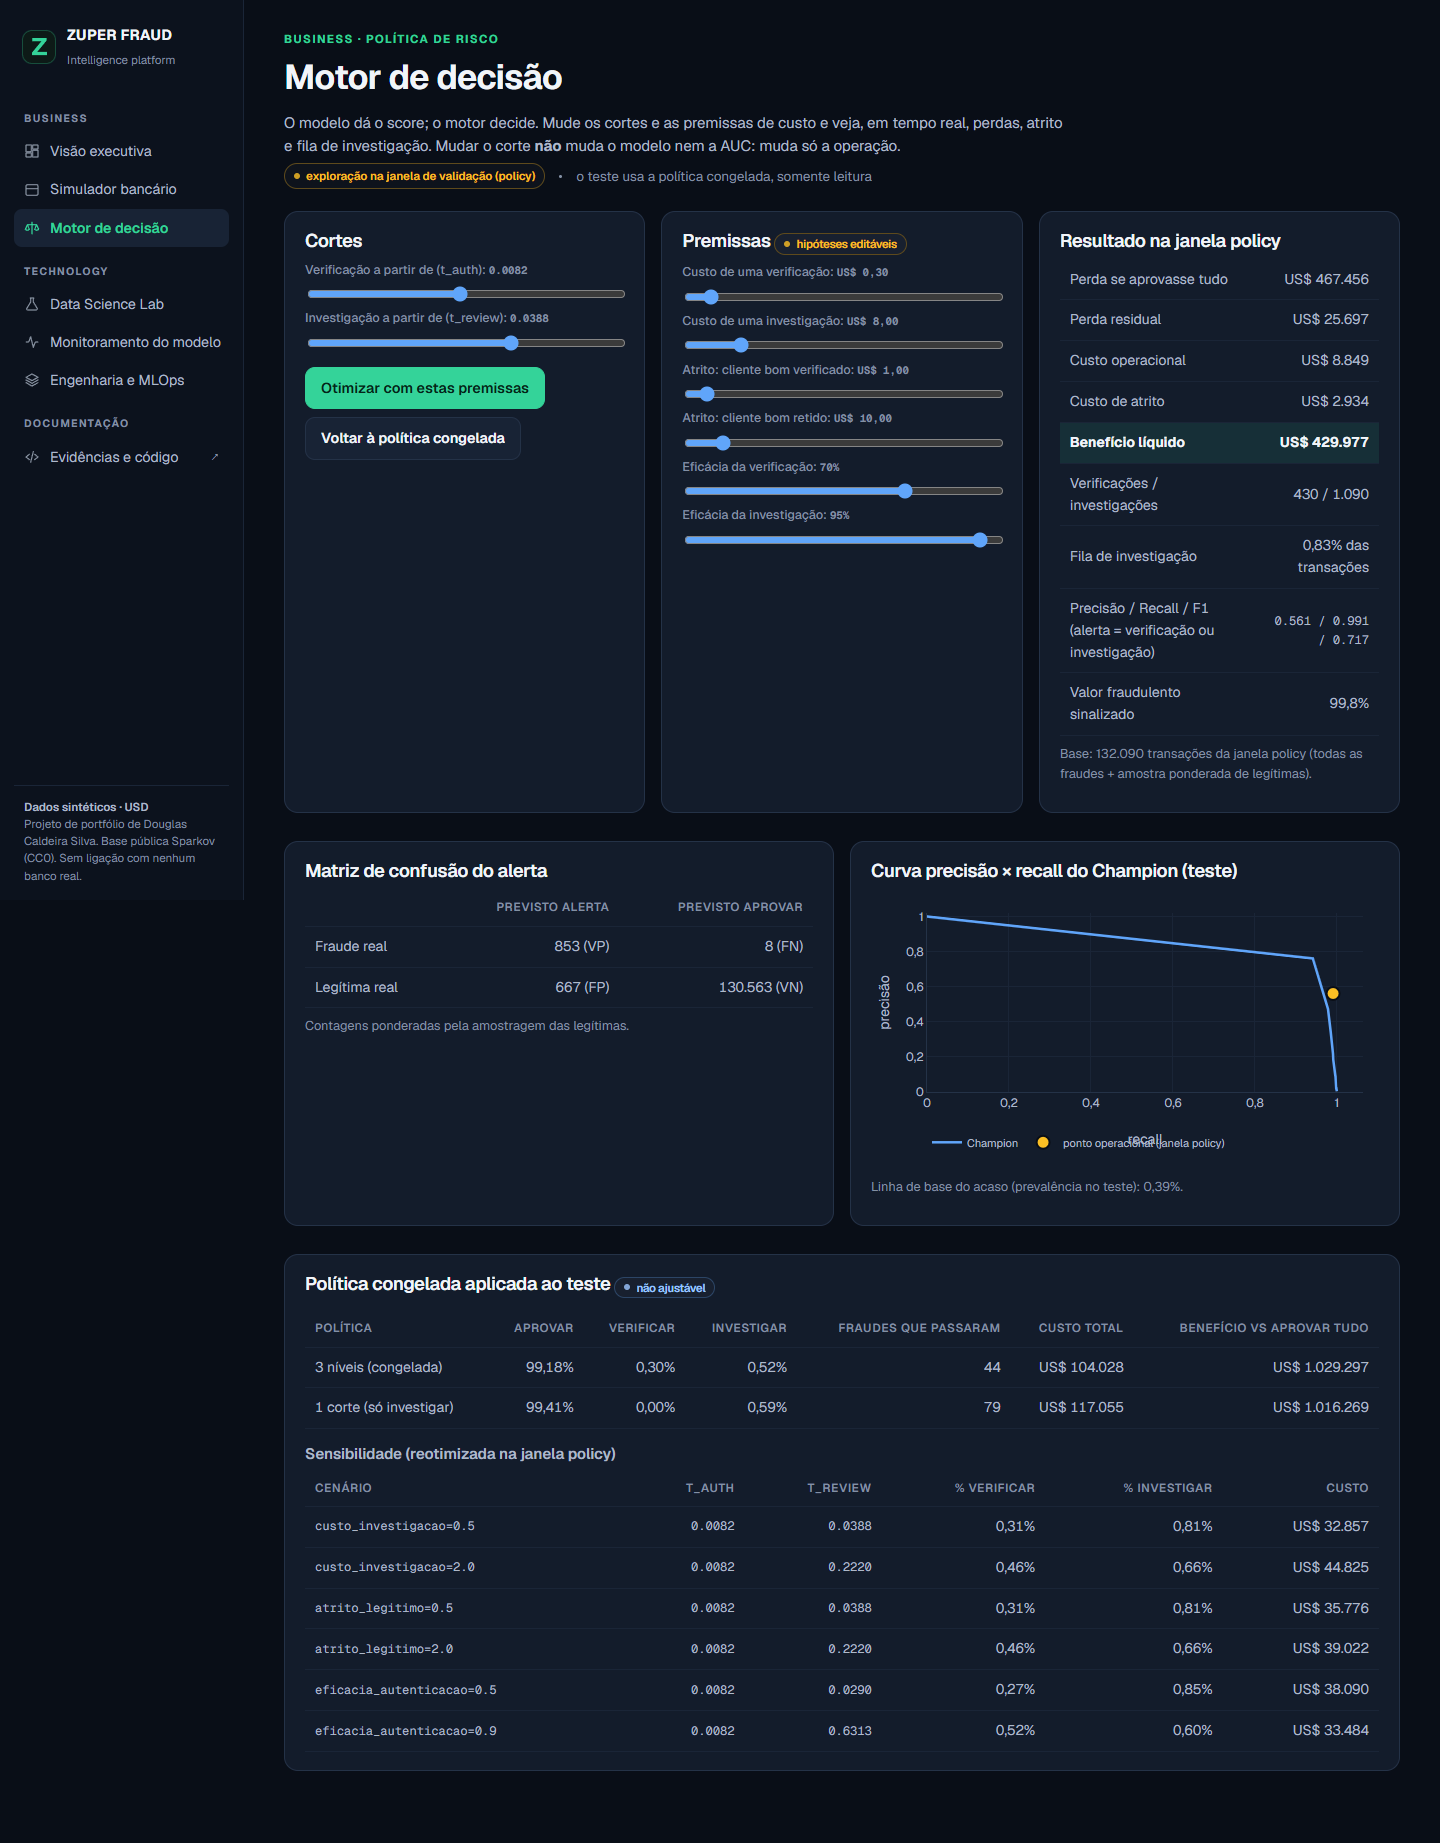 Z
ZUPER FRAUD
Intelligence platform
BUSINESS
Visão executiva
Simulador bancário
Motor de decisão
TECHNOLOGY
Data Science Lab
Monitoramento do modelo
Engenharia e MLOps
DOCUMENTAÇÃO
Evidências e código ↗
Dados sintéticos · USD
Projeto de portfólio de Douglas
Caldeira Silva. Base pública Sparkov
(CC0). Sem ligação com nenhum
banco real.
BUSINESS · POLÍTICA DE RISCO
Motor de decisão
O modelo dá o score; o motor decide. Mude os cortes e as premissas de custo e veja, em tempo real, perdas, atrito
e fila de investigação. Mudar o corte não muda o modelo nem a AUC: muda só a operação.
exploração na janela de validação (policy) • o teste usa a política congelada, somente leitura
Cortes
Verificação a partir de (t_auth): 0.0082
Investigação a partir de (t_review): 0.0388
Otimizar com estas premissas
Voltar à política congelada
Premissas hipóteses editáveis
Custo de uma verificação: US$ 0,30
Custo de uma investigação: US$ 8,00
Atrito: cliente bom verificado: US$ 1,00
Atrito: cliente bom retido: US$ 10,00
Eficácia da verificação: 70%
Eficácia da investigação: 95%
Resultado na janela policy
Perda se aprovasse tudo US$ 467.456
Perda residual US$ 25.697
Custo operacional US$ 8.849
Custo de atrito US$ 2.934
Benefício líquido US$ 429.977
Verificações /
investigações 430 / 1.090
Fila de investigação 0,83% das
transações
Precisão / Recall / F1
(alerta = verificação ou
investigação)
0.561 / 0.991
/ 0.717
Valor fraudulento
sinalizado 99,8%
Base: 132.090 transações da janela policy (todas as
fraudes + amostra ponderada de legítimas).
Matriz de confusão do alerta
PREVISTO ALERTA PREVISTO APROVAR
Fraude real 853 (VP) 8 (FN)
Legítima real 667 (FP) 130.563 (VN)
Contagens ponderadas pela amostragem das legítimas.
Curva precisão × recall do Champion (teste)
1
0,8
0,6
0,4
0,2
0
precisão
0 0,2 0,4 0,6 0,8 1
recall
Champion ponto operacional (janela policy)
Linha de base do acaso (prevalência no teste): 0,39%.
Política congelada aplicada ao teste não ajustável
POLÍTICA APROVAR VERIFICAR INVESTIGAR FRAUDES QUE PASSARAM CUSTO TOTAL BENEFÍCIO VS APROVAR TUDO
3 níveis (congelada) 99,18% 0,30% 0,52% 44 US$ 104.028 US$ 1.029.297
1 corte (só investigar) 99,41% 0,00% 0,59% 79 US$ 117.055 US$ 1.016.269
Sensibilidade (reotimizada na janela policy)
CENÁRIO T_AUTH T_REVIEW % VERIFICAR % INVESTIGAR CUSTO
custo_investigacao=0.5 0.0082 0.0388 0,31% 0,81% US$ 32.857
custo_investigacao=2.0 0.0082 0.2220 0,46% 0,66% US$ 44.825
atrito_legitimo=0.5 0.0082 0.0388 0,31% 0,81% US$ 35.776
atrito_legitimo=2.0 0.0082 0.2220 0,46% 0,66% US$ 39.022
eficacia_autenticacao=0.5 0.0082 0.0290 0,27% 0,85% US$ 38.090
eficacia_autenticacao=0.9 0.0082 0.6313 0,52% 0,60% US$ 33.484